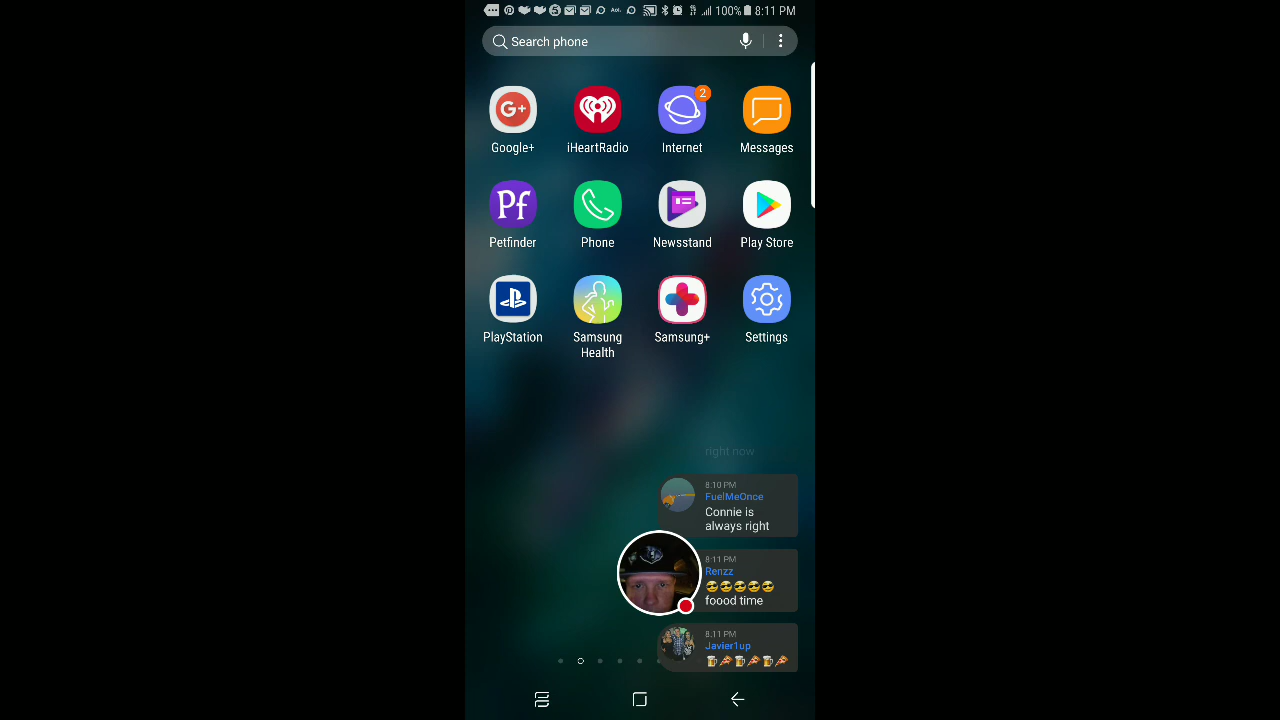 100% 8:11 PM
Search phone
G+
2
Google+ iHeartRadio Internet Messages
Pf
Petfinder Phone Newsstand Play Store
PlayStation Samsung Health Samsung+ Settings
right now
8:10 PM
FuelMeOnce
Connie is
always right
8:11 PM
Renzz
😎😎😎😎😎
foood time
8:11 PM
Javier1up
🍺🍕🍺🍕🍺🍕